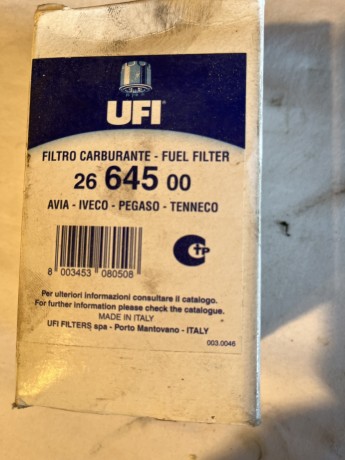 UFI
FILTRO CARBURANTE - FUEL FILTER
26 645 00
AVIA - IVECO - PEGASO - TENNECO
8 003453 080508
Per ulteriori informazioni consultare il catalogo.
For further information please check the catalogue.
MADE IN ITALY
UFI FILTERS spa - Porto Mantovano - ITALY
003.0046